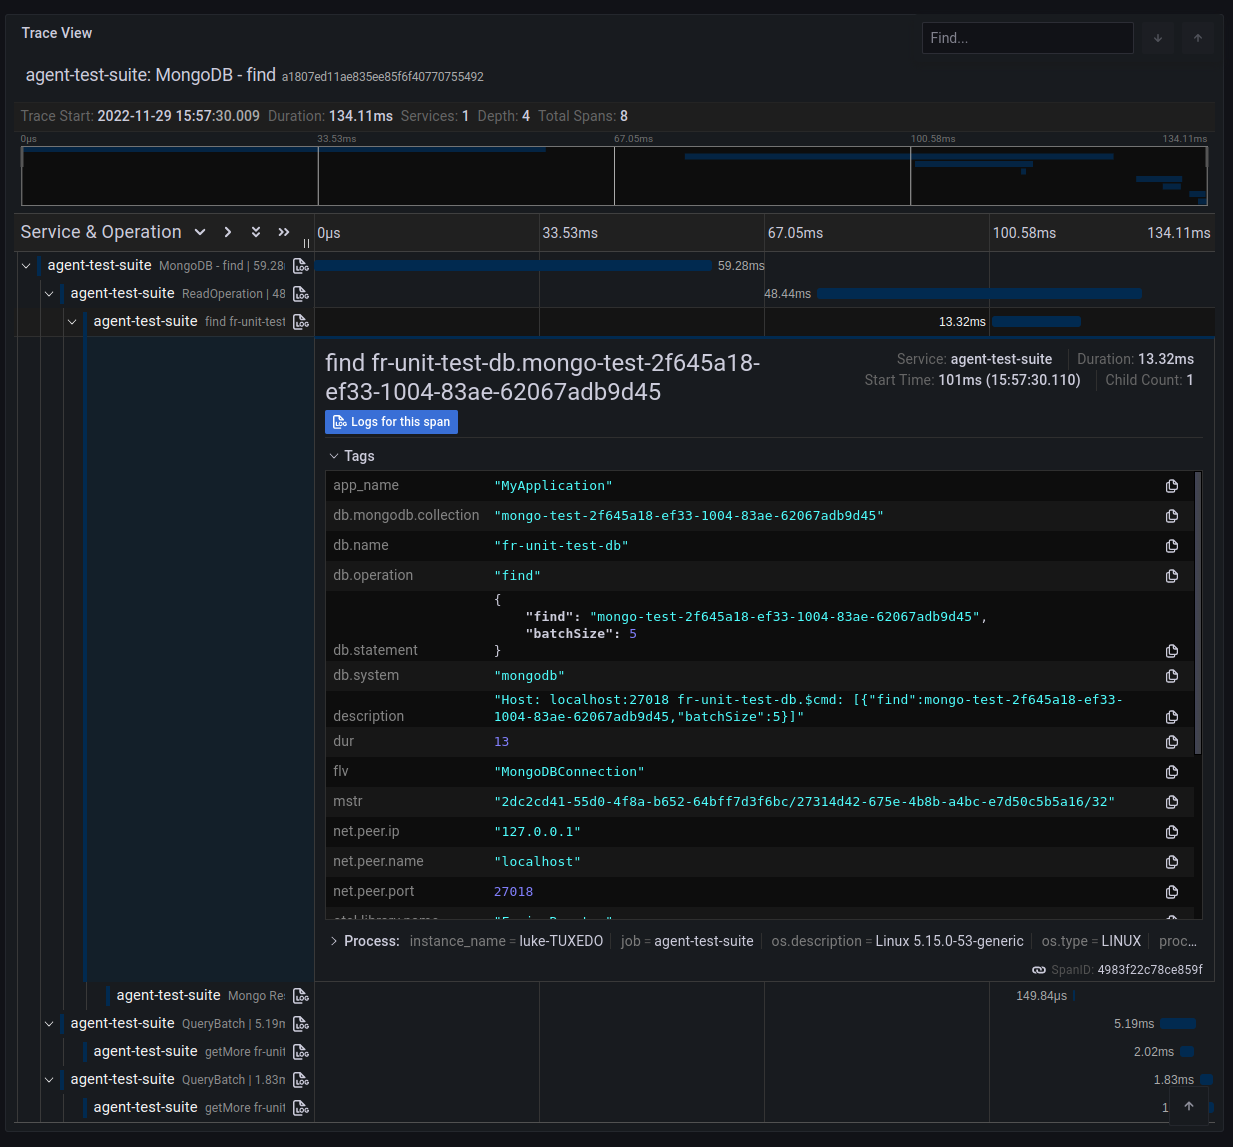 Trace View
Find...
agent-test-suite: MongoDB - find a1807ed11ae835ee85f6f40770755492
Trace Start: 2022-11-29 15:57:30.009 Duration: 134.11ms Services: 1 Depth: 4 Total Spans: 8
0μs 33.53ms 67.05ms 100.58ms 134.11ms
Service & Operation 0μs 33.53ms 67.05ms 100.58ms 134.11ms
agent-test-suite MongoDB - find | 59.28 LOG 59.28ms
agent-test-suite ReadOperation | 48 LOG 48.44ms
agent-test-suite find fr-unit-test LOG 13.32ms
find fr-unit-test-db.mongo-test-2f645a18-
ef33-1004-83ae-62067adb9d45
Service: agent-test-suite Duration: 13.32ms
Start Time: 101ms (15:57:30.110) Child Count: 1
LOG Logs for this span
Tags
app_name "MyApplication"
db.mongodb.collection "mongo-test-2f645a18-ef33-1004-83ae-62067adb9d45"
db.name "fr-unit-test-db"
db.operation "find"
{
"find": "mongo-test-2f645a18-ef33-1004-83ae-62067adb9d45",
"batchSize": 5
db.statement }
db.system "mongodb"
"Host: localhost:27018 fr-unit-test-db.$cmd: [{"find":mongo-test-2f645a18-ef33-
description 1004-83ae-62067adb9d45,"batchSize":5}]"
dur 13
flv "MongoDBConnection"
mstr "2dc2cd41-55d0-4f8a-b652-64bff7d3f6bc/27314d42-675e-4b8b-a4bc-e7d50c5b5a16/32"
net.peer.ip "127.0.0.1"
net.peer.name "localhost"
net.peer.port 27018
Process: instance_name = luke-TUXEDO job = agent-test-suite os.description = Linux 5.15.0-53-generic os.type = LINUX proc...
SpanID: 4983f22c78ce859f
agent-test-suite Mongo Re LOG 149.84μs
agent-test-suite QueryBatch | 5.19m LOG 5.19ms
agent-test-suite getMore fr-unit LOG 2.02ms
agent-test-suite QueryBatch | 1.83m LOG 1.83ms
agent-test-suite getMore fr-unit LOG 1